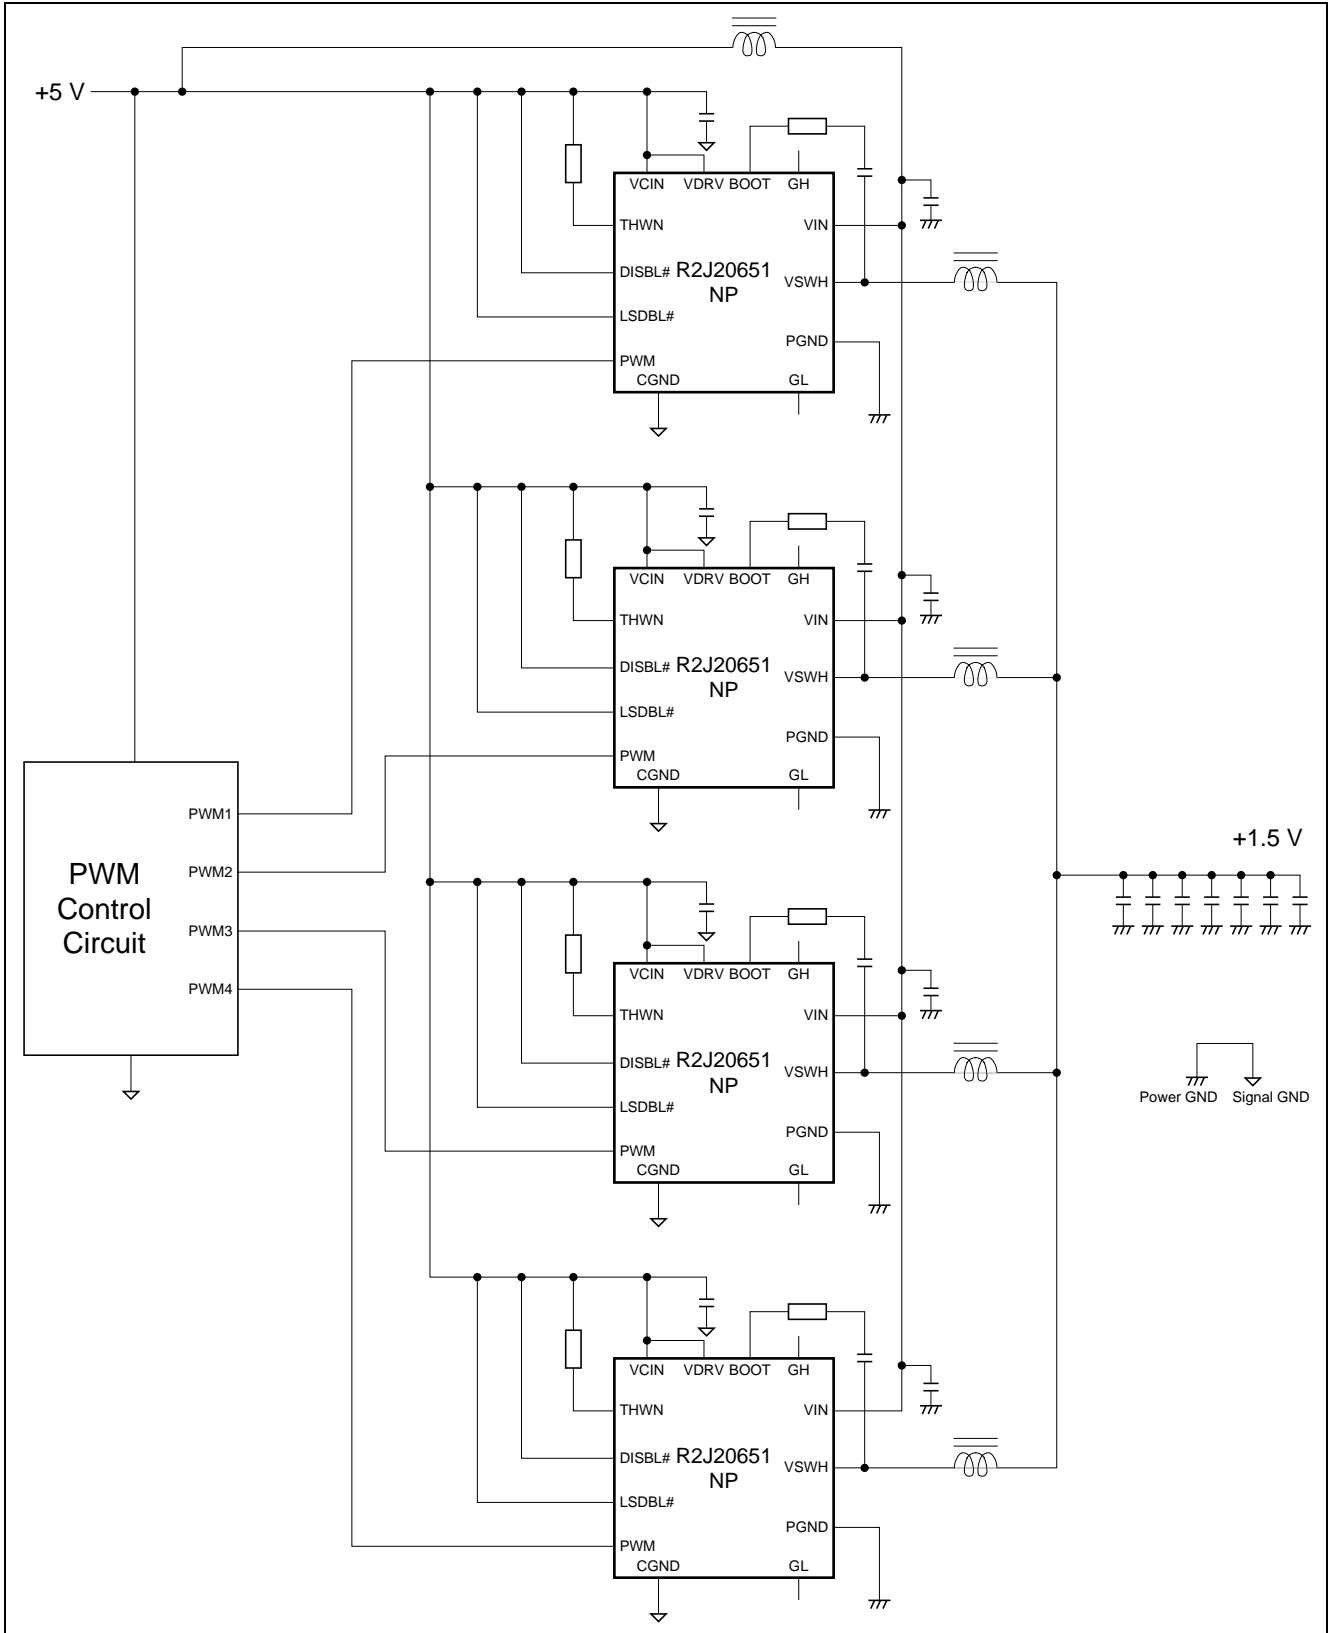 +5 V
VCIN VDRV BOOT GH
THWN VIN
DISBL# R2J20651 VSWH
NP
LSDBL#
PGND
PWM
CGND GL
VCIN VDRV BOOT GH
THWN VIN
DISBL# R2J20651 VSWH
NP
LSDBL#
PGND
PWM
CGND GL
PWM1
PWM2
PWM3
PWM4
PWM
Control
Circuit
+1.5 V
VCIN VDRV BOOT GH
THWN VIN
DISBL# R2J20651 VSWH
NP
LSDBL#
PGND
PWM
CGND GL
Power GND Signal GND
VCIN VDRV BOOT GH
THWN VIN
DISBL# R2J20651 VSWH
NP
LSDBL#
PGND
PWM
CGND GL